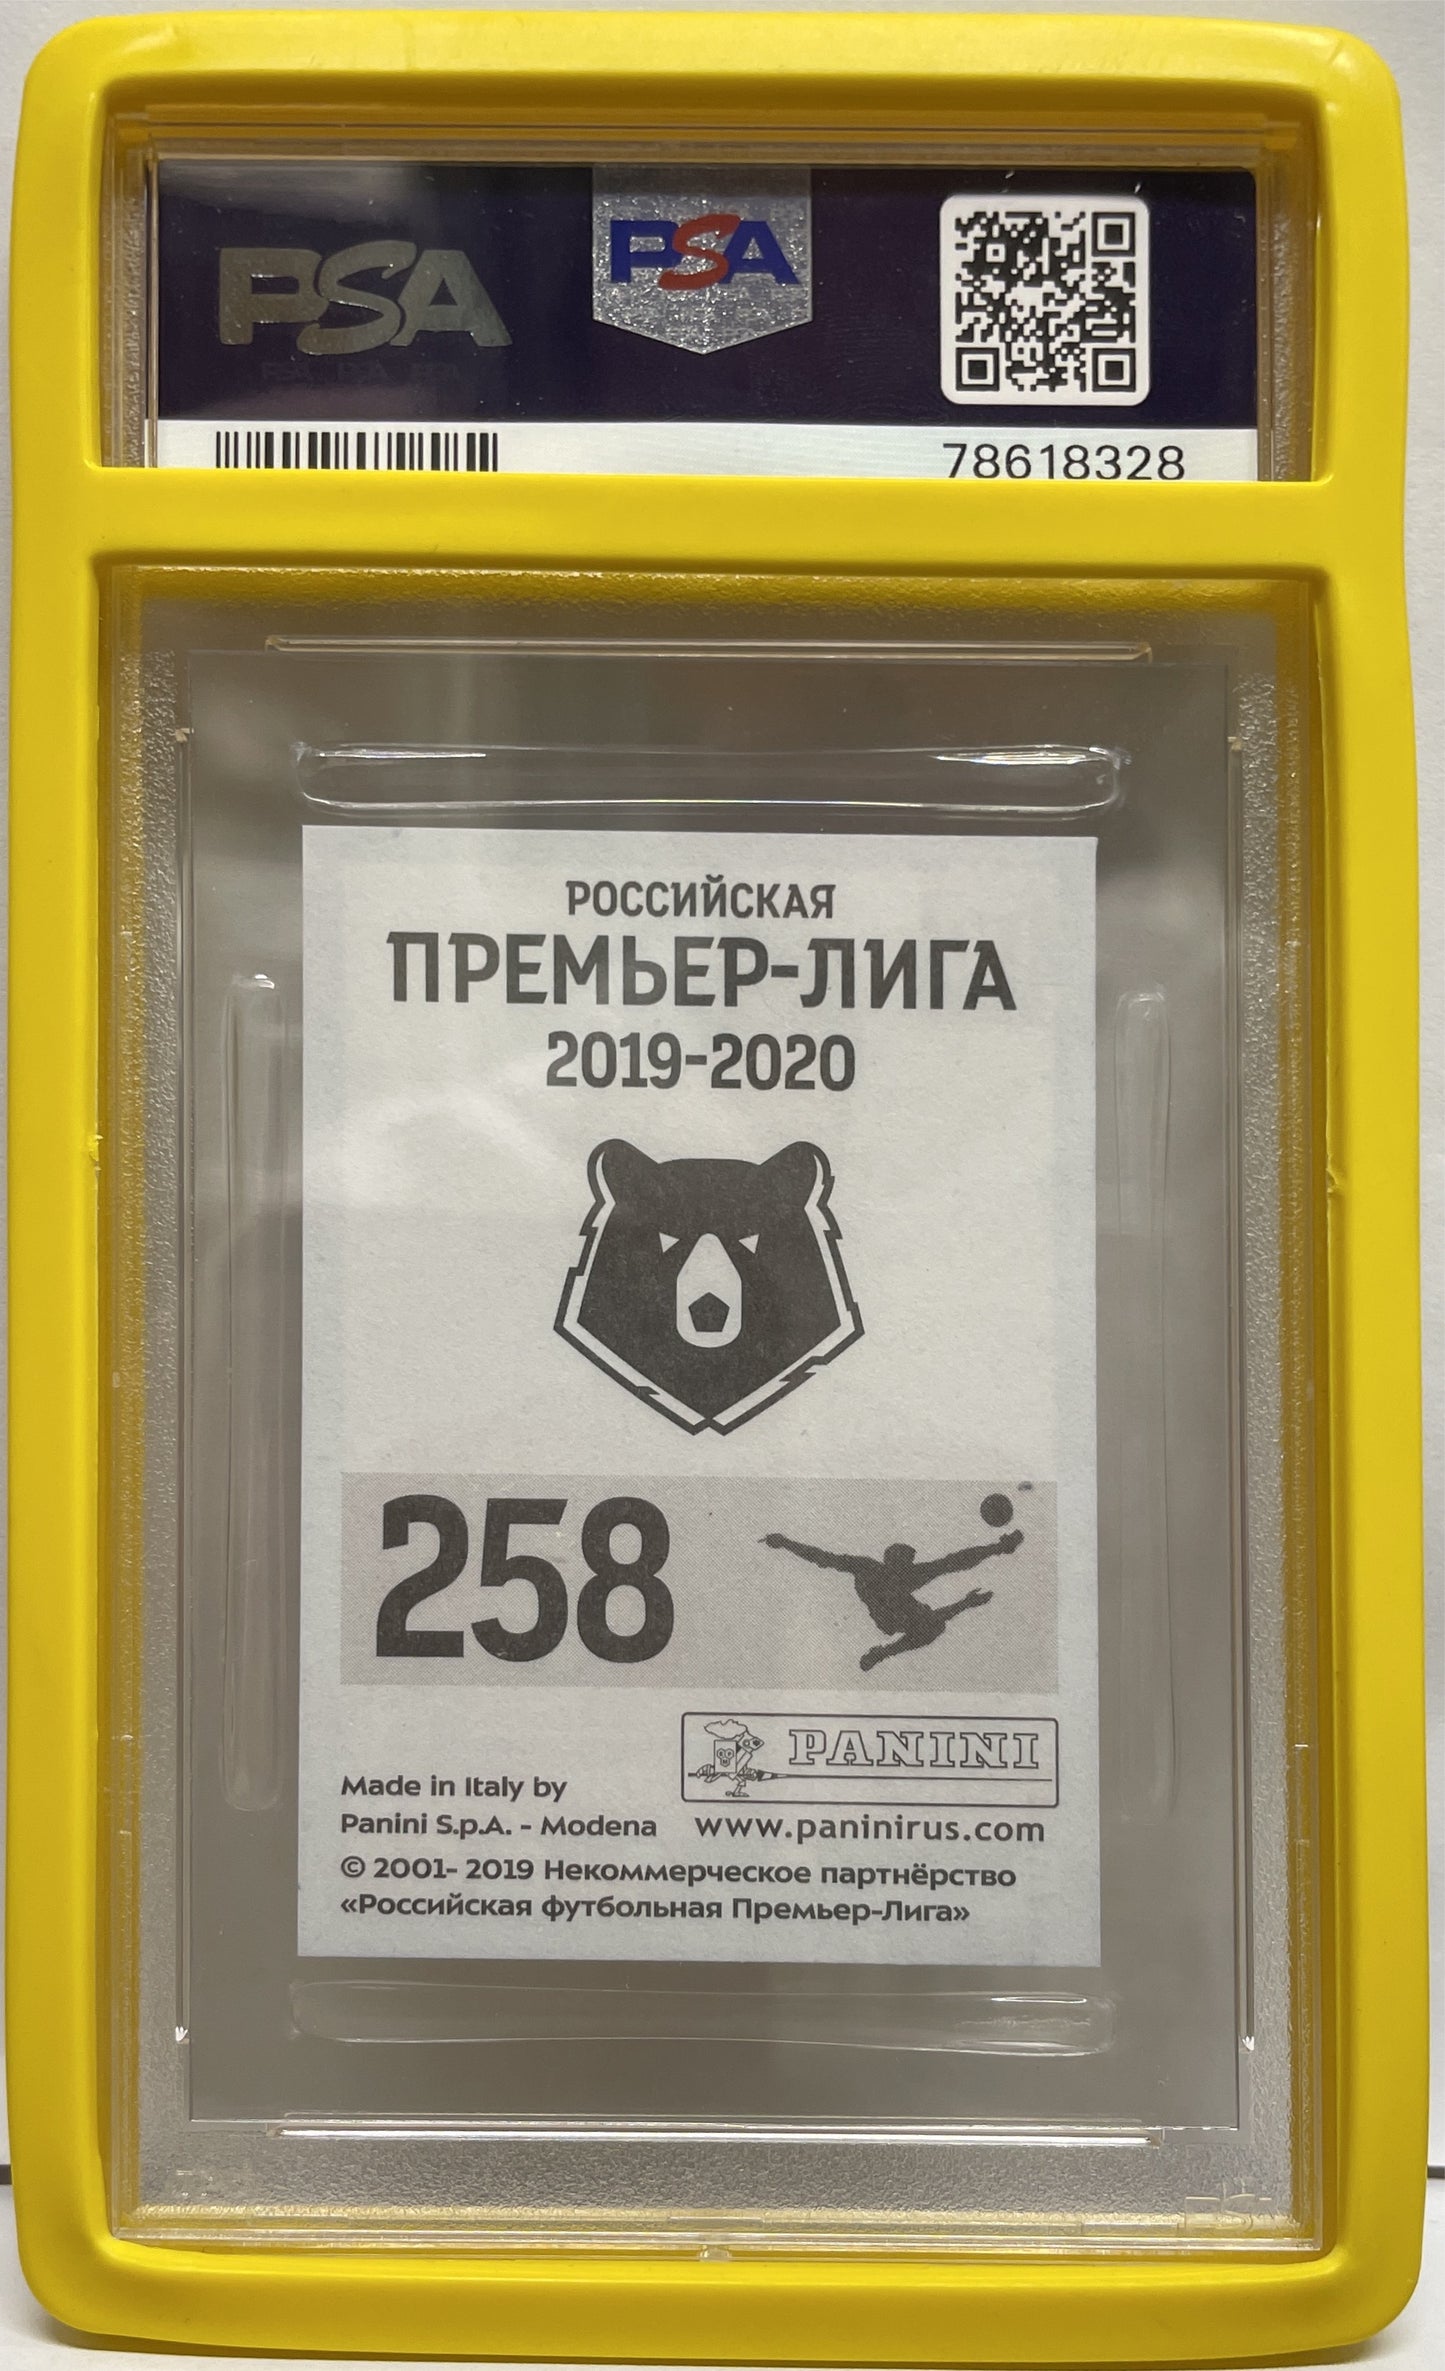 PSA
PSA
78618328
РОССИЙСКАЯ
ПРЕМЬЕР-ЛИГА
2019-2020
258
PANINI
Made in Italy by
Panini S.p.A. - Modena www.paninirus.com
© 2001- 2019 Некоммерческое партнёрство
«Российская футбольная Премьер-Лига»